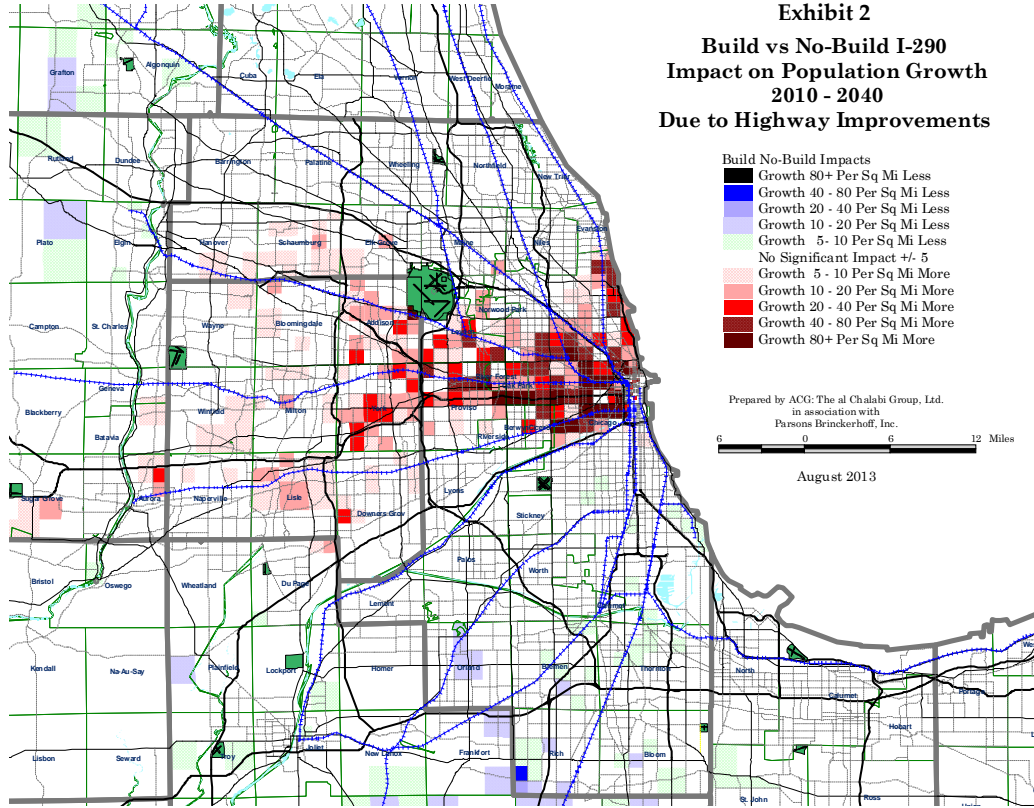 Exhibit 2
Build vs No-Build I-290
Impact on Population Growth
2010 - 2040
Due to Highway Improvements
Build No-Build Impacts
Growth 80+ Per Sq Mi Less
Growth 40 - 80 Per Sq Mi Less
Growth 20 - 40 Per Sq Mi Less
Growth 10 - 20 Per Sq Mi Less
Growth 5- 10 Per Sq Mi Less
No Significant Impact +/- 5
Growth 5 - 10 Per Sq Mi More
Growth 10 - 20 Per Sq Mi More
Growth 20 - 40 Per Sq Mi More
Growth 40 - 80 Per Sq Mi More
Growth 80+ Per Sq Mi More
Prepared by ACG: The al Chalabi Group, Ltd.
in association with
Parsons Brinckerhoff, Inc.
6 0 6 12 Miles
August 2013
Algonquin
Grafton
Cuba
Ela
Vernon
West Deerfie
Moraine
Rutland
Dundee
Barrington
Palatine
Wheeling
Northfield
New Trier
Plato
Elgin
Hanover
Schaumburg
Elk Grove
Maine
Niles
Evanston
Norwood Park
Campton
St. Charles
Wayne
Bloomingdale
Addison
Geneva
Blackberry
Winfield
Milton
York
Proviso
Oak Park
Batavia
Riverside
Berwyn
Cicero
Chicago
Sugar Grove
Aurora
Naperville
Lisle
Downers Grov
Lyons
Stickney
Bristol
Oswego
Wheatland
Du Page
Palos
Worth
Lemont
Calumet
Kendall
Na-Au-Say
Plainfield
Lockport
Homer
Orland
Bremen
Thornton
North
Calumet
Portage
Hobart
Lisbon
Seward
Troy
Joliet
New Lenox
Frankfort
Rich
Bloom
St. John
Ross